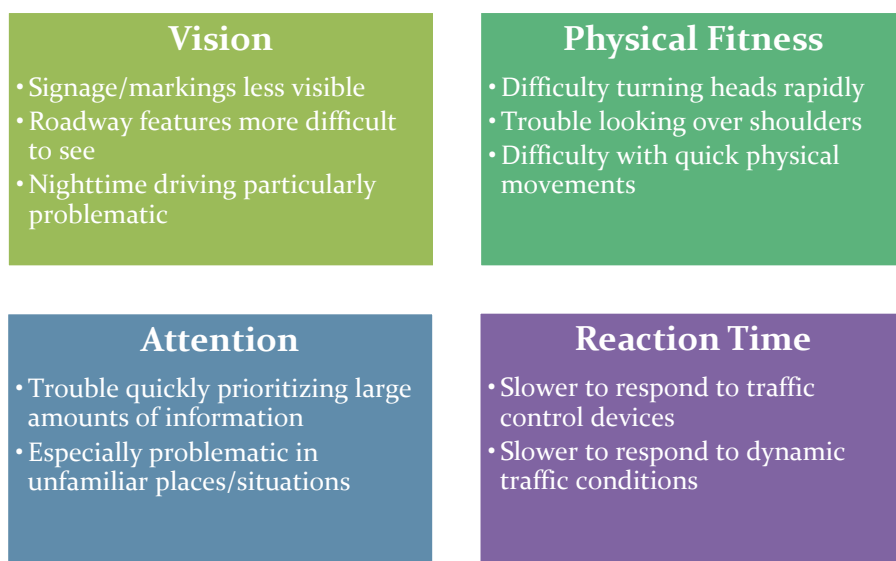 Vision
• Signage/markings less visible
• Roadway features more difficult
to see
• Nighttime driving particularly
problematic
Physical Fitness
• Difficulty turning heads rapidly
• Trouble looking over shoulders
• Difficulty with quick physical
movements
Attention
• Trouble quickly prioritizing large
amounts of information
• Especially problematic in
unfamiliar places/situations
Reaction Time
• Slower to respond to traffic
control devices
• Slower to respond to dynamic
traffic conditions